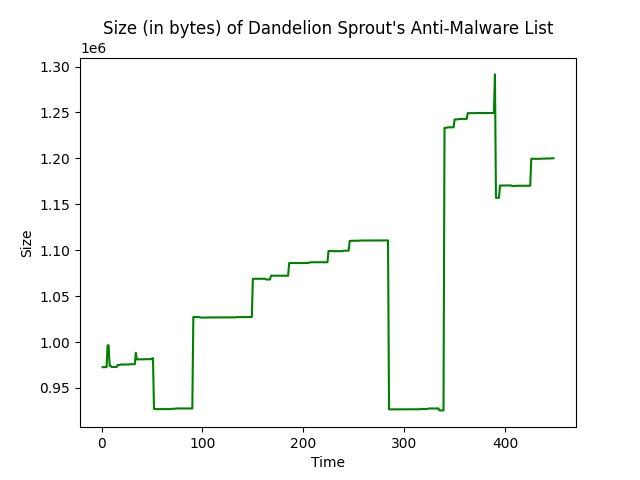 Size (in bytes) of Dandelion Sprout's Anti-Malware List
1e6
1.30
1.25
1.20
1.15
1.10
1.05
1.00
0.95
Size
0 100 200 300 400
Time